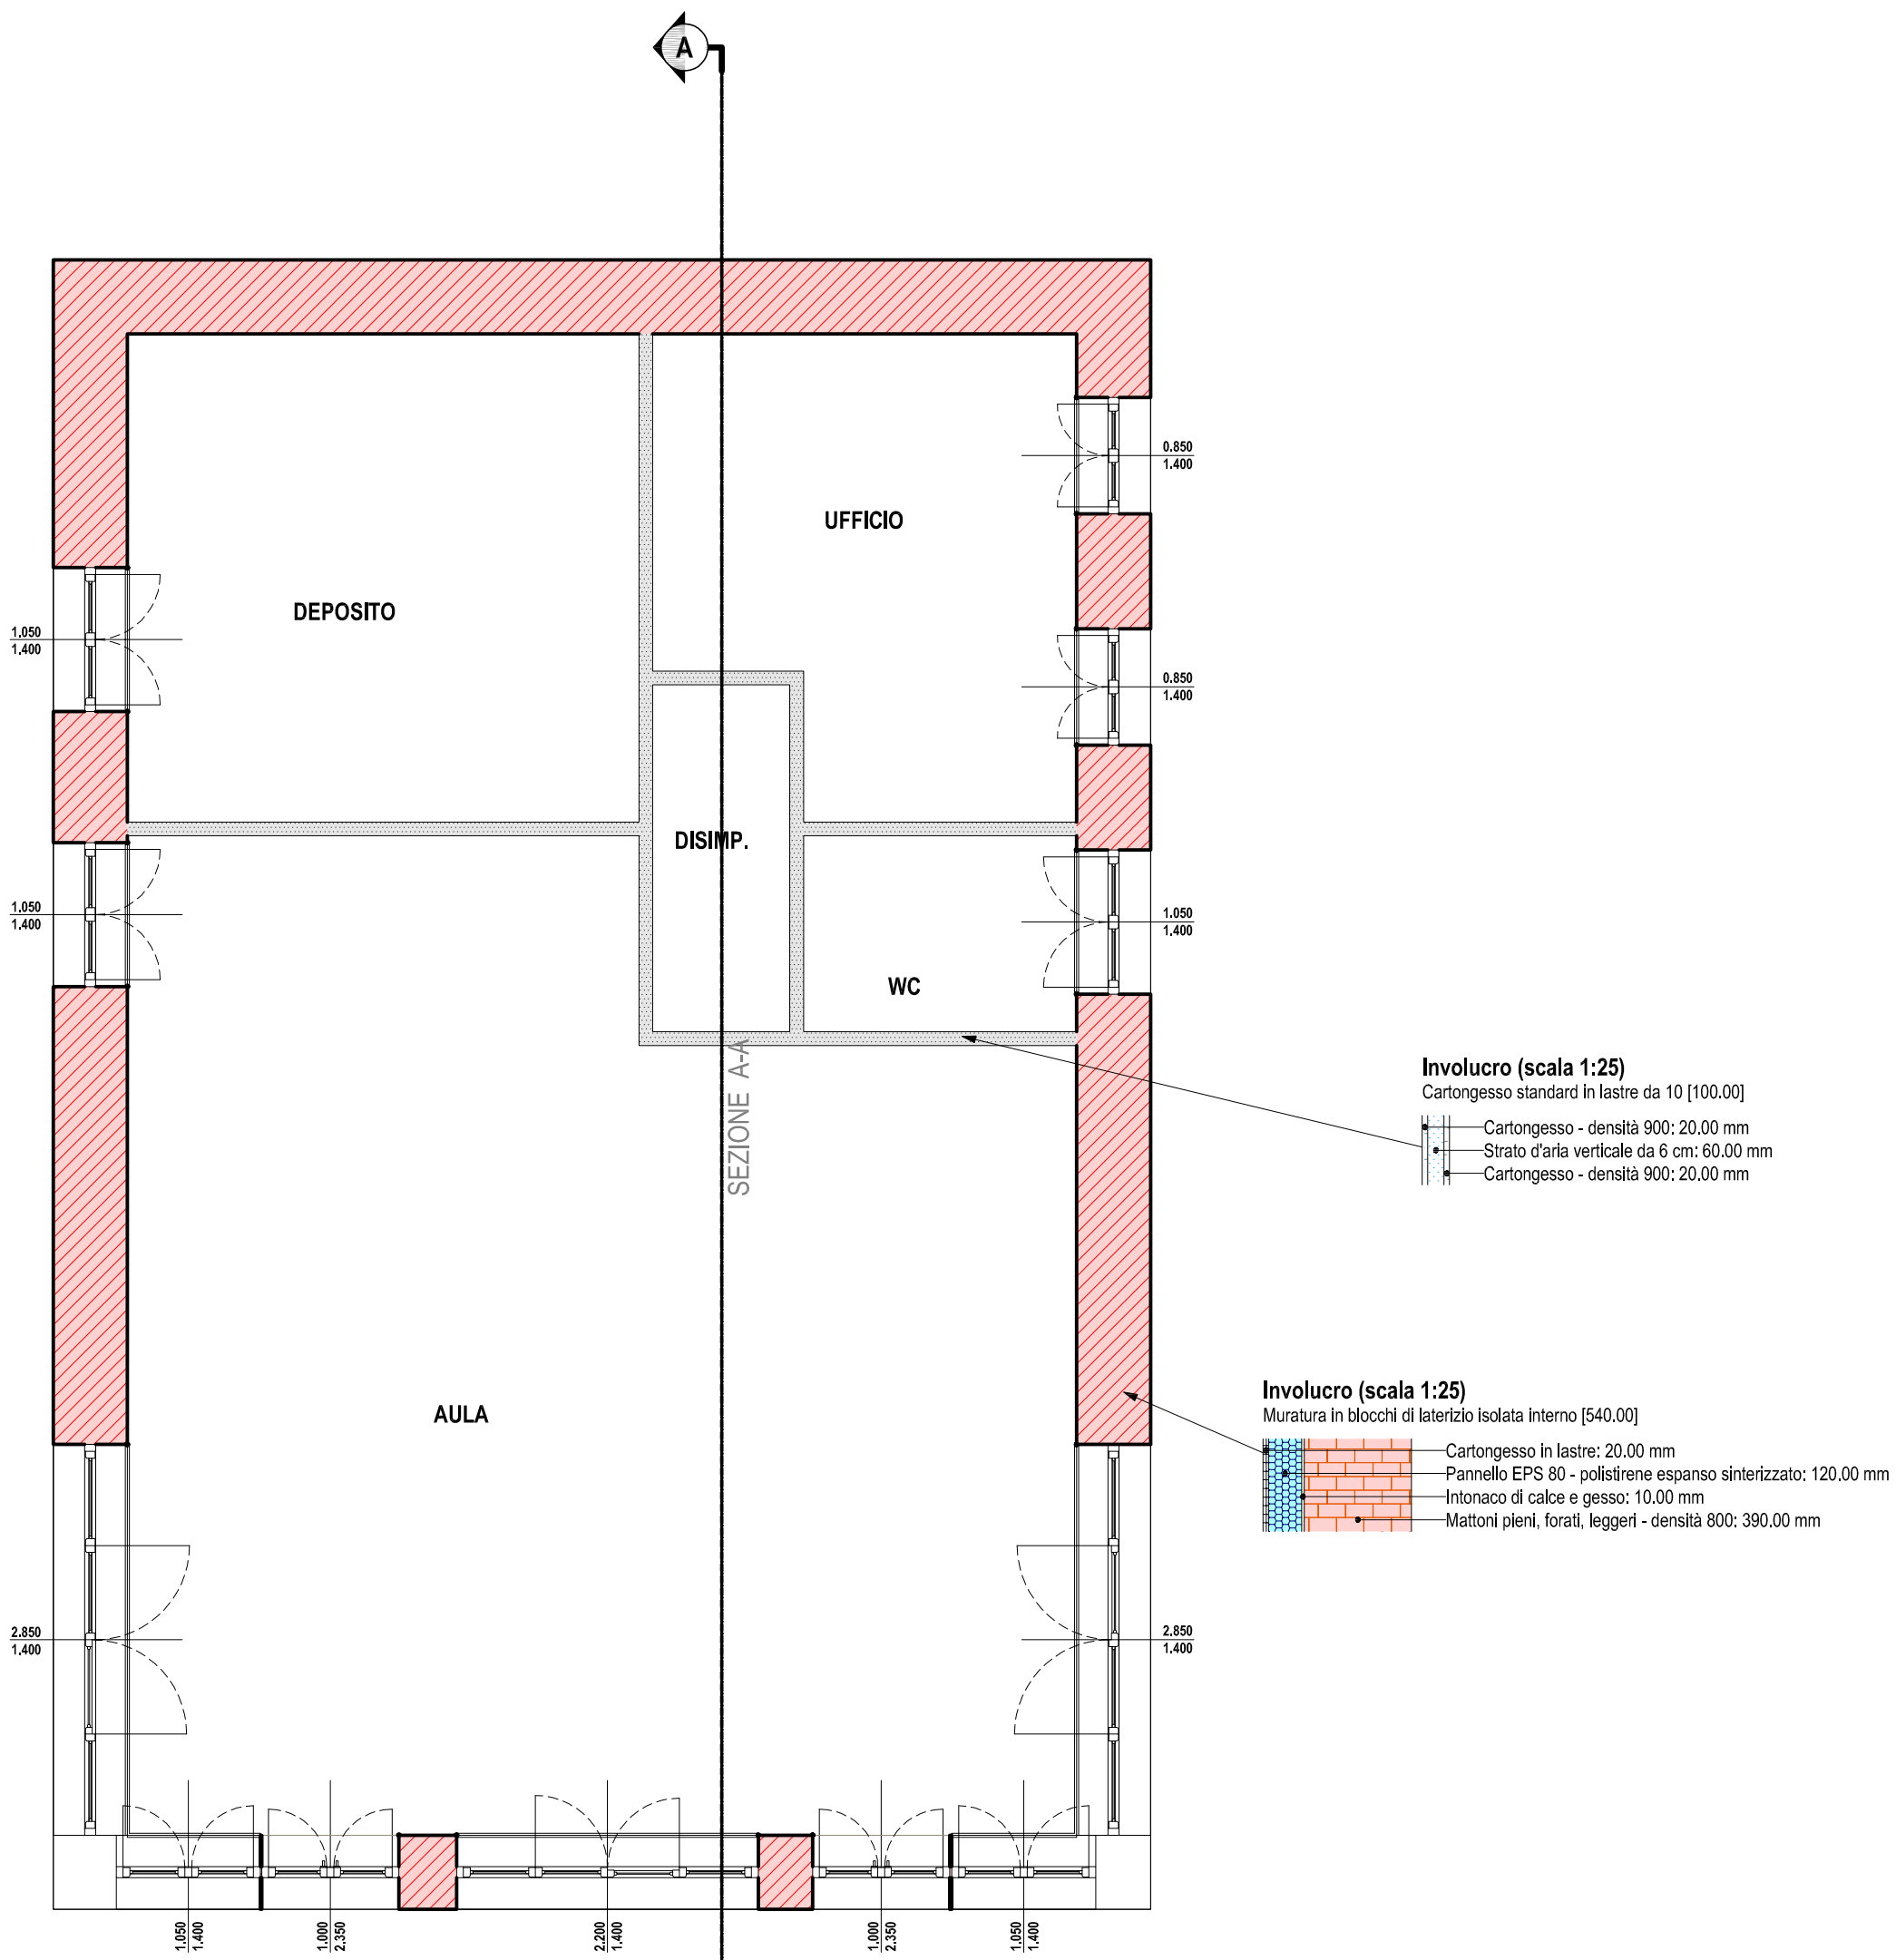 A
0.850
1.400
UFFICIO
DEPOSITO
1.050
1.400
0.850
1.400
DISIMP.
1.050
1.400
1.050
1.400
WC
SEZIONE A-A
Involucro (scala 1:25)
Cartongesso standard in lastre da 10 [100.00]
Cartongesso - densità 900: 20.00 mm
Strato d'aria verticale da 6 cm: 60.00 mm
Cartongesso - densità 900: 20.00 mm
AULA
Involucro (scala 1:25)
Muratura in blocchi di laterizio isolata interno [540.00]
Cartongesso in lastre: 20.00 mm
Pannello EPS 80 - polistirene espanso sinterizzato: 120.00 mm
Intonaco di calce e gesso: 10.00 mm
Mattoni pieni, forati, leggeri - densità 800: 390.00 mm
2.850
1.400
2.850
1.400
1.050
1.400
1.000
2.350
2.200
1.400
1.000
2.350
1.050
1.400